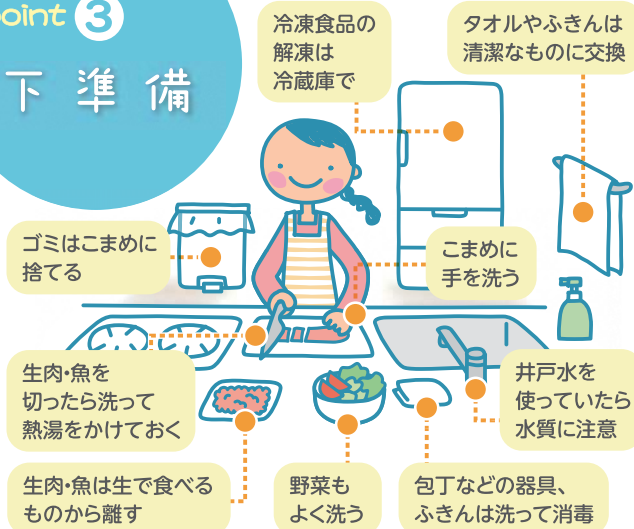 oint 3
下準備
冷凍食品の
解凍は
冷蔵庫で
タオルやふきんは
清潔なものに交換
ゴミはこまめに
捨てる
こまめに
手を洗う
生肉・魚を
切ったら洗って
熱湯をかけておく
井戸水を
使っていたら
水質に注意
生肉・魚は生で食べる
ものから離す
野菜も
よく洗う
包丁などの器具、
ふきんは洗って消毒